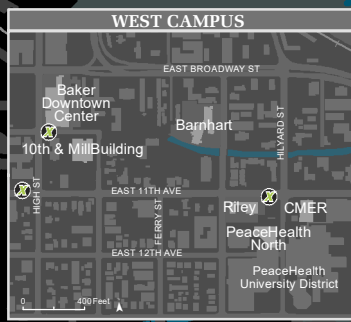 WEST CAMPUS
EAST BROADWAY ST
Baker
Downtown
Center
Barnhart
HILYARD ST
10th & MillBuilding
HIGH ST
EAST 11TH AVE
FERRY ST
Riley
CMER
PeaceHealth
North
EAST 12TH AVE
PeaceHealth
University District
0
400 Feet